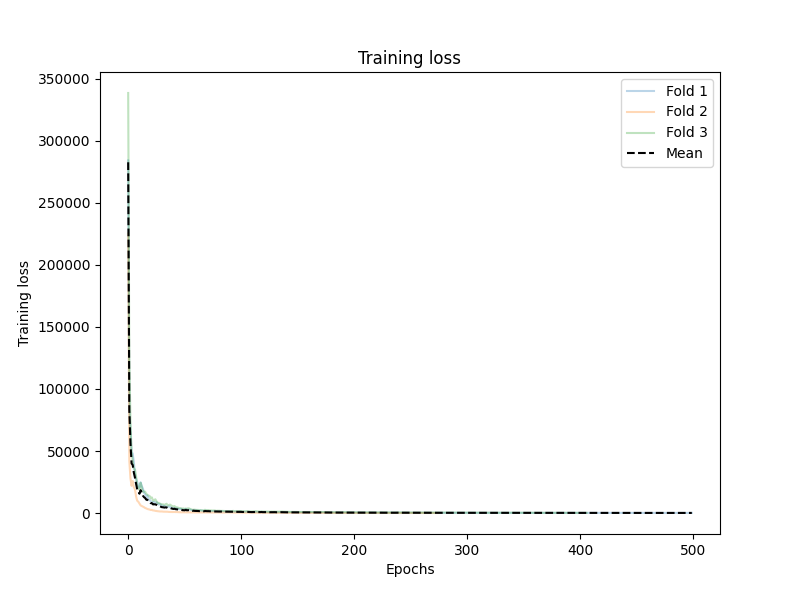 Training loss
350000
300000
250000
200000
150000
100000
50000
0
Training loss
Fold 1
Fold 2
Fold 3
Mean
0 100 200 300 400 500
Epochs